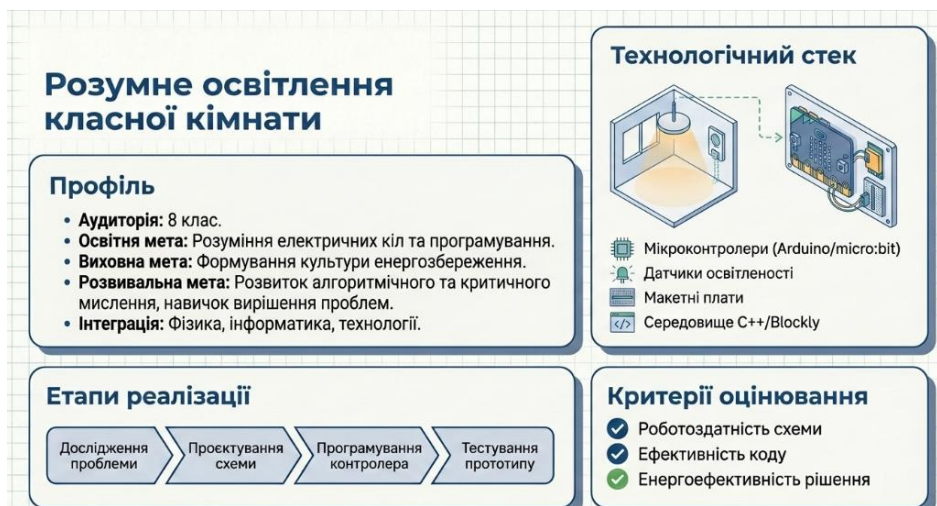 Розумне освітлення
класної кімнати
Профіль
• Аудиторія: 8 клас.
• Освітня мета: Розуміння електричних кіл та програмування.
• Виховна мета: Формування культури енергозбереження.
• Розвивальна мета: Розвиток алгоритмічного та критичного
мислення, навичок вирішення проблем.
• Інтеграція: Фізика, інформатика, технології.
Технологічний стек
Мікроконтролери (Arduino/micro:bit)
Датчики освітленості
Макетні плати
</> Середовище C++/Blockly
Етапи реалізації
Дослідження
проблеми
Проєктування
схеми
Програмування
контролера
Тестування
прототипу
Критерії оцінювання
Роботоздатність схеми
Ефективність коду
Енергоефективність рішення